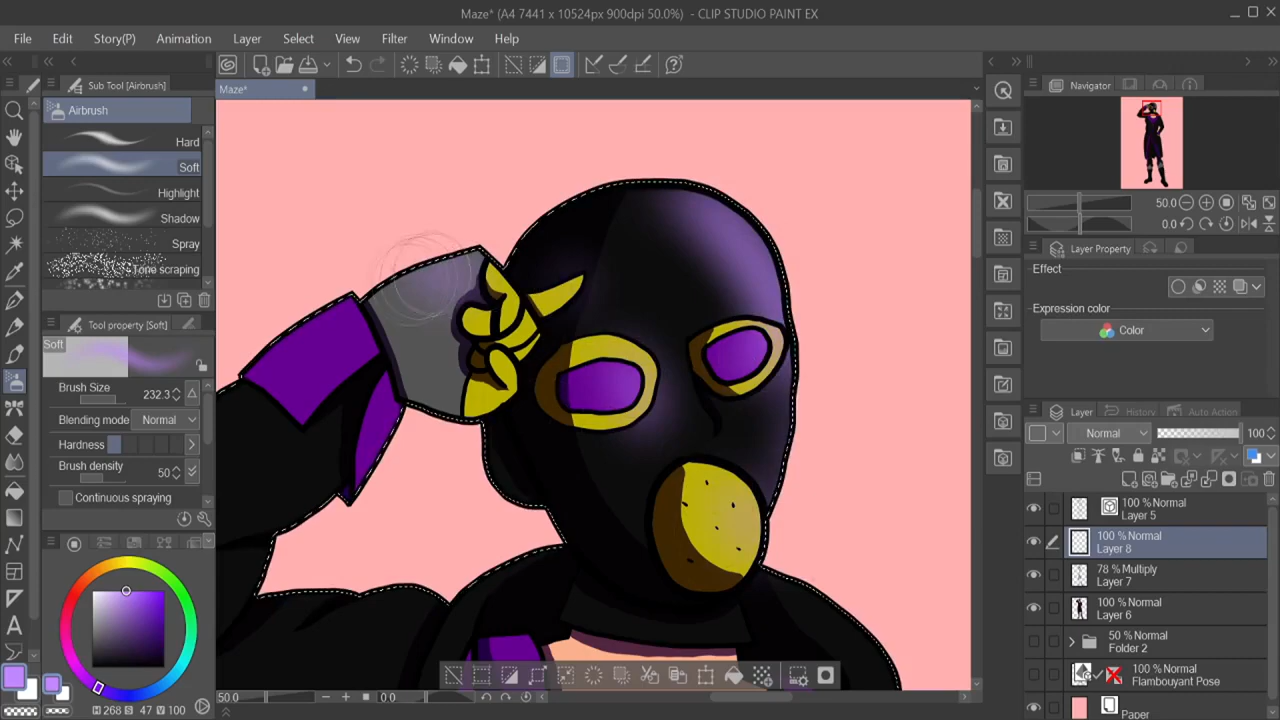 Maze* (A4 7441 x 10524px 900dpi 50.0%) - CLIP STUDIO PAINT EX
File Edit Story(P) Animation Layer Select View Filter Window Help
Sub Tool [Airbrush]
Maze*
Navigator
Airbrush
Hard
Soft
Highlight
Shadow
Spray
Tone scraping
Tool property [Soft]
Soft
Brush Size 232.3
Blending mode Normal
Hardness
Brush density 50
Continuous spraying
H 268 S 47 V 100
50.0 0.0
50.0
0.0
Layer Property
Effect
Expression color
Color
Layer History Auto Action
Normal 100
100 % Normal
Layer 5
100 % Normal
Layer 8
78 % Multiply
Layer 7
100 % Normal
Layer 6
50 % Normal
Folder 2
100 % Normal
Flambouyant Pose
Paper